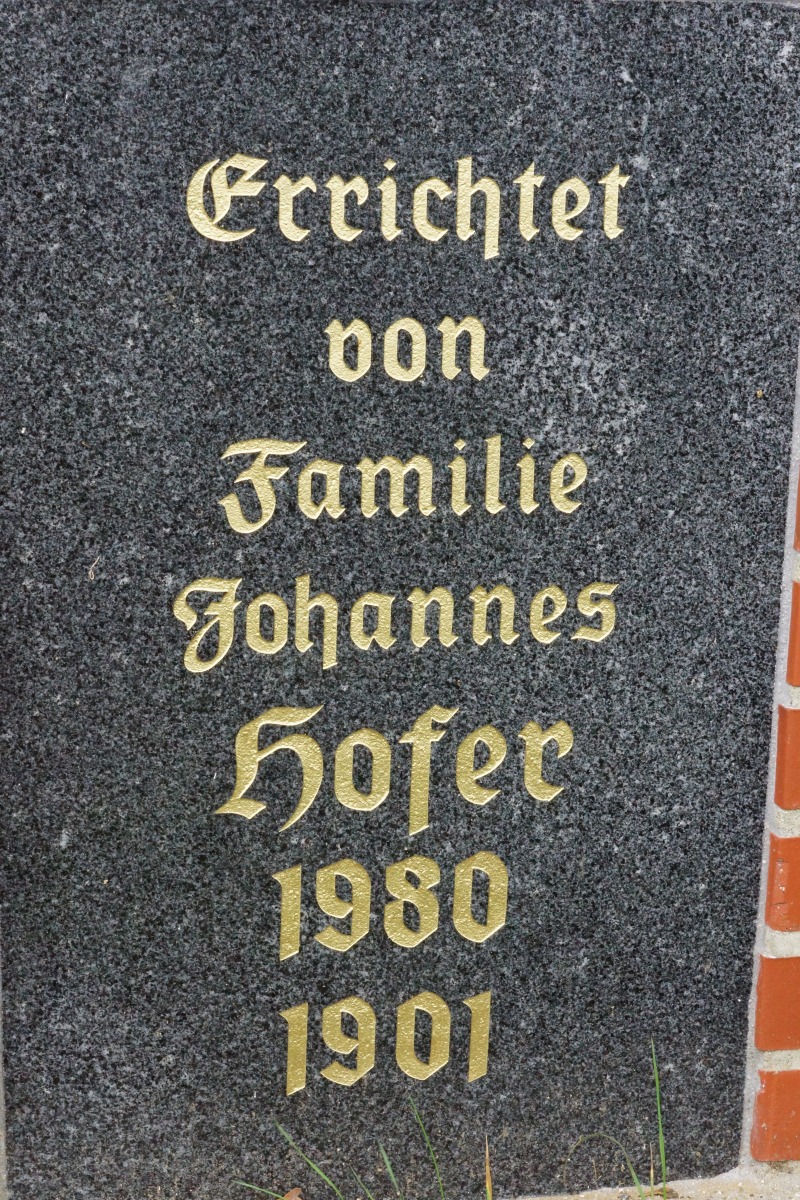 Errichtet
von
Familie
Johannes
Hofer
1980
1901